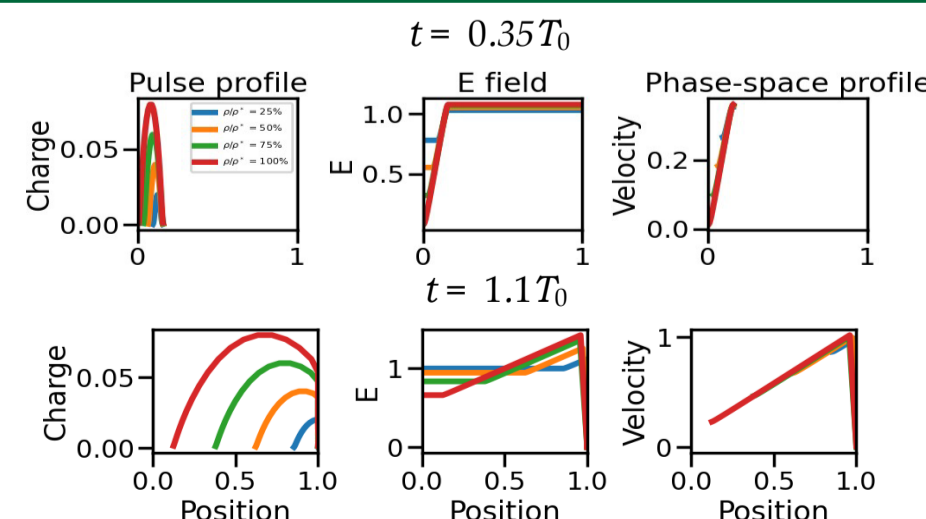 t = 0.35T₀
Pulse profile
E field
Phase-space profile
Charge
0.05
0.00
0
1
ρ/ρ* = 25%
ρ/ρ* = 50%
ρ/ρ* = 75%
ρ/ρ* = 100%
E
1.0
0.5
0
1
Velocity
0.2
0.0
0
1
t = 1.1T₀
Charge
0.05
0.00
0.0 0.5 1.0
Position
E
1
0
0.0 0.5 1.0
Position
Velocity
1
0
0.0 0.5 1.0
Position